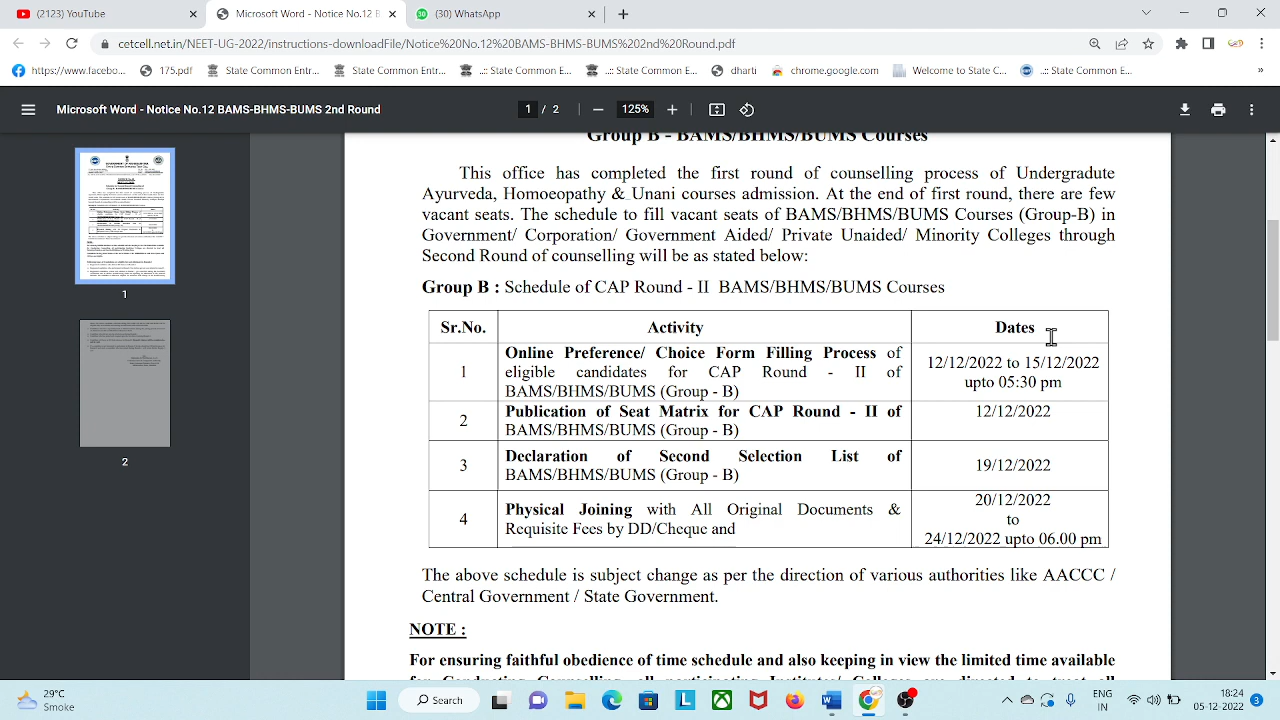 (2123) YouTube
Microsoft Word - Notice No.12 B
(30) WhatsApp
cetcell.net.in/NEET-UG-2022/instructions-downloadFile/Notice%20No.12%20BAMS-BHMS-BUMS%202nd%20Round.pdf
https://www.facebo...
175.pdf
State Common Entr...
State Common Entr...
..:: State Common E...
..:: State Common E...
dharti
chrome.google.com
Welcome to State C...
..:: State Common E...
»
Microsoft Word - Notice No.12 BAMS-BHMS-BUMS 2nd Round
1 / 2
125%
1
2
Group B - BAMS/BHMS/BUMS Courses
This office has completed the first round of counselling process of Undergradute
Ayurveda, Homoeopathy & Unani courses admission. At the end of first round, there are few
vacant seats. The schedule to fill vacant seats of BAMS/BHMS/BUMS Courses (Group-B) in
Government/ Corporation/ Government Aided/ Private Unaided/ Minority Colleges through
Second Round of counselling will be as stated below:
Group B : Schedule of CAP Round - II BAMS/BHMS/BUMS Courses
Sr.No. Activity Dates
1 Online Preference/ Choice Form Filling Process of
eligible candidates for CAP Round - II of
BAMS/BHMS/BUMS (Group - B)
12/12/2022 to 15/12/2022
upto 05:30 pm
2 Publication of Seat Matrix for CAP Round - II of
BAMS/BHMS/BUMS (Group - B)
12/12/2022
3 Declaration of Second Selection List of
BAMS/BHMS/BUMS (Group - B)
19/12/2022
4 Physical Joining with All Original Documents &
Requisite Fees by DD/Cheque and
20/12/2022
to
24/12/2022 upto 06.00 pm
The above schedule is subject change as per the direction of various authorities like AACCC /
Central Government / State Government.
NOTE :
For ensuring faithful obedience of time schedule and also keeping in view the limited time available
29°C
Smoke
Search
ENG
IN
18:24
05-12-2022
3